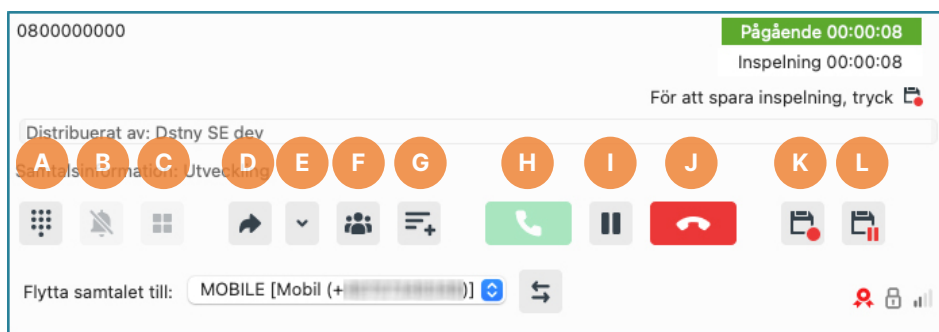 0800000000
Pågående 00:00:08
Inspelning 00:00:08
För att spara inspelning, tryck
Distribuerat av: Dstny SE dev
Samtalsinformation: Utveckling
A B C D E F G H I J K L
Flytta samtalet till: MOBILE [Mobil (+ )]